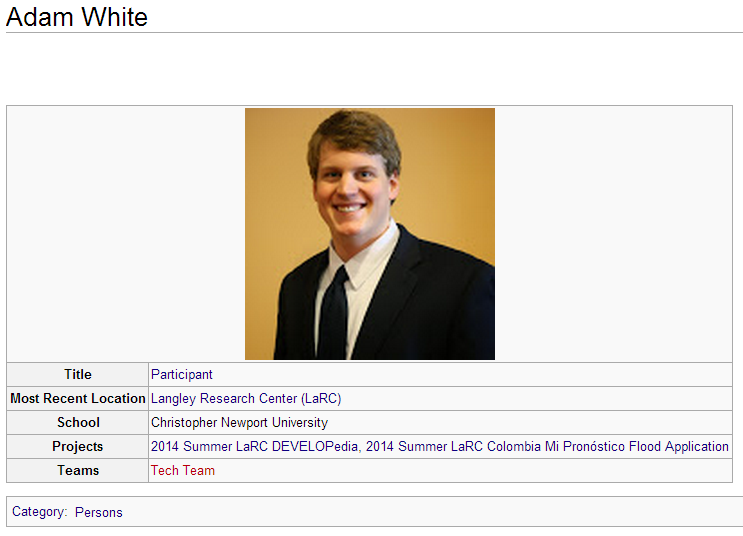 Adam White
Title Participant
Most Recent Location Langley Research Center (LaRC)
School Christopher Newport University
Projects 2014 Summer LaRC DEVELOPedia, 2014 Summer LaRC Colombia Mi Pronóstico Flood Application
Teams Tech Team
Category: Persons